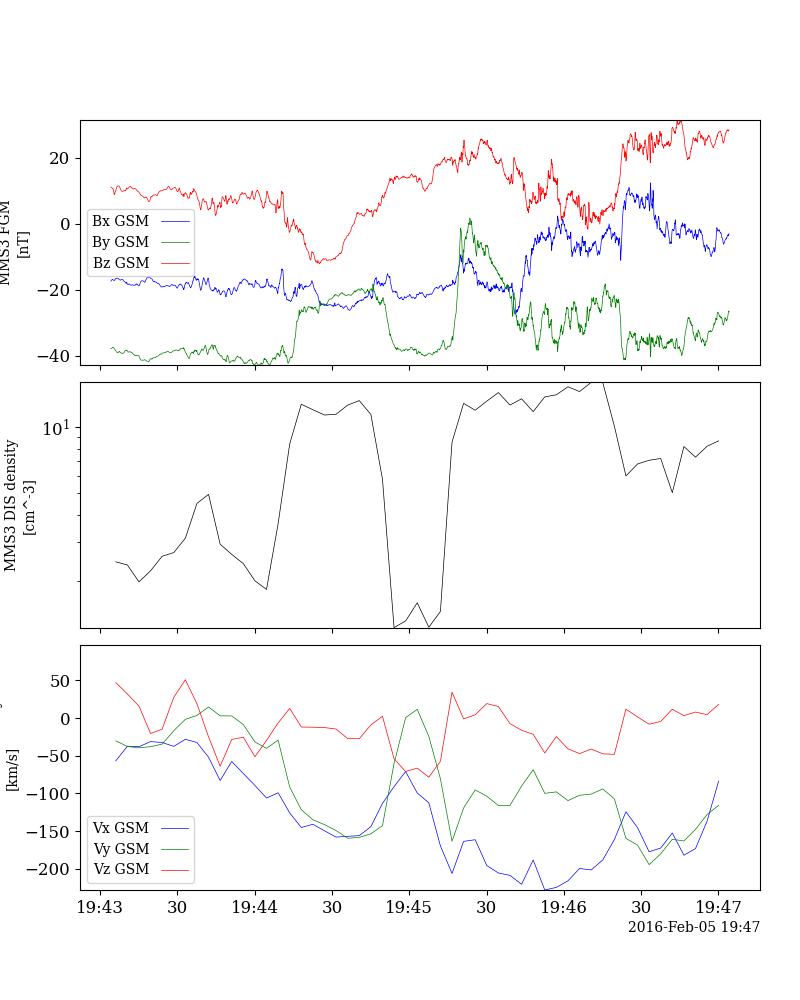 MMS3 FGM
[nT]
20
0
−20
−40
Bx GSM
By GSM
Bz GSM
MMS3 DIS density
[cm^-3]
10^1
[km/s]
50
0
−50
−100
−150
−200
Vx GSM
Vy GSM
Vz GSM
19:43 30 19:44 30 19:45 30 19:46 30 19:47
2016-Feb-05 19:47